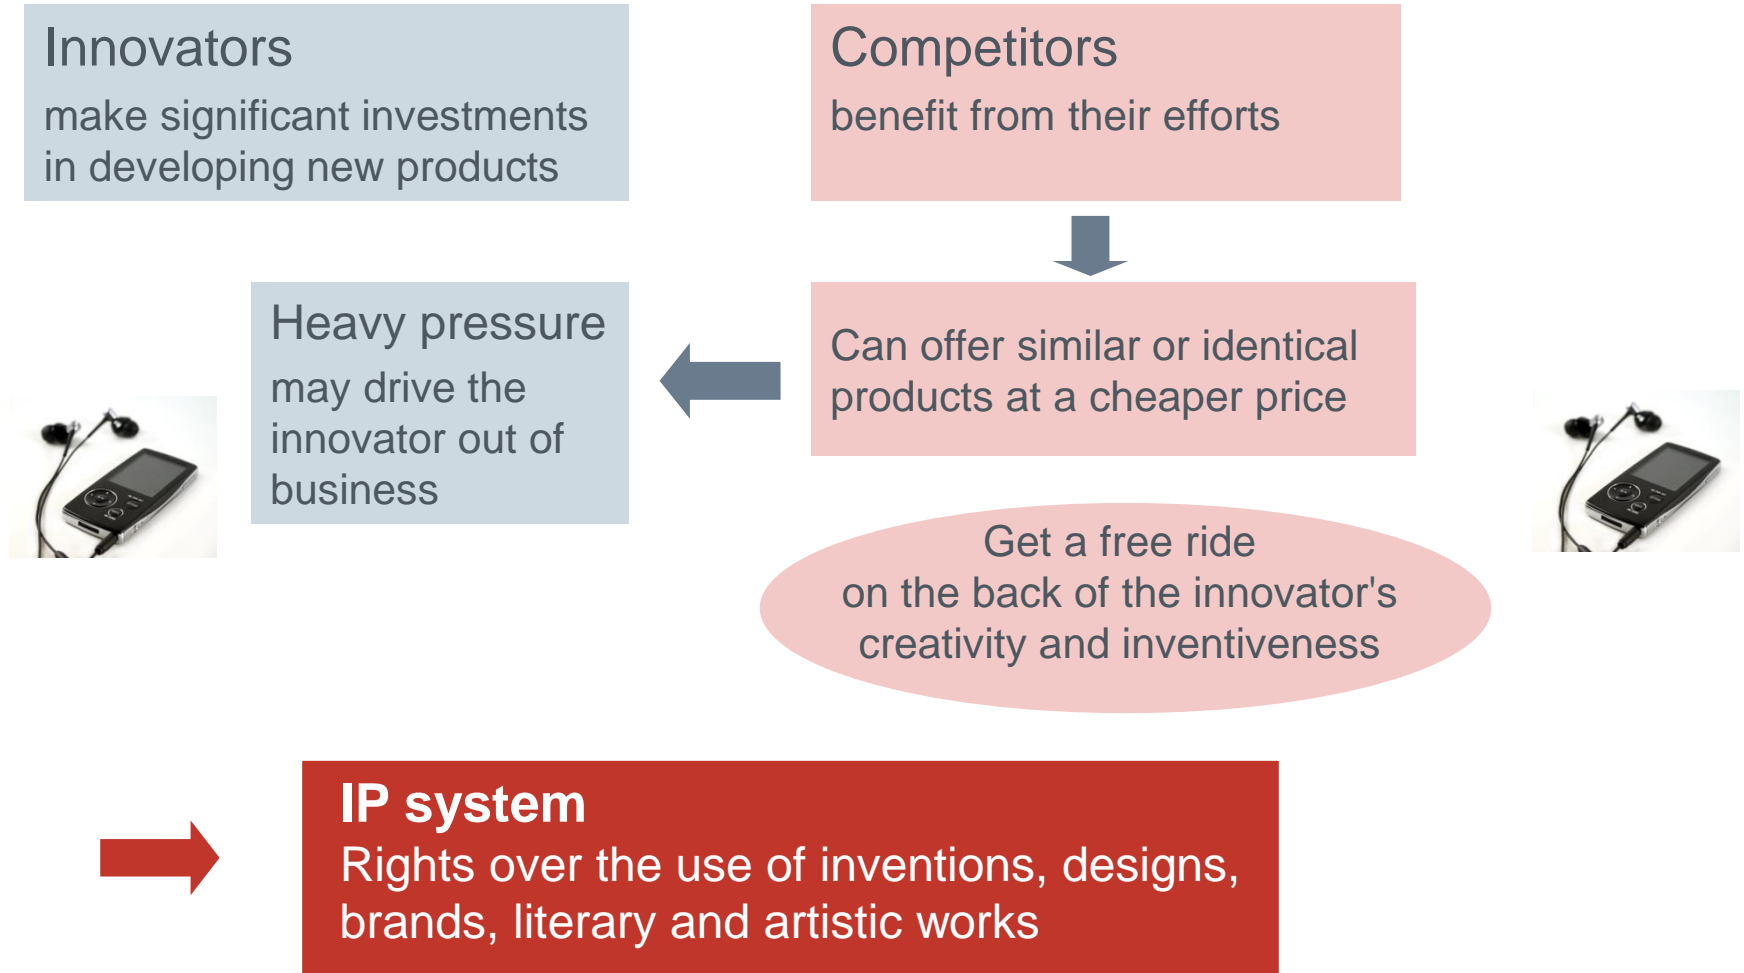 Innovators
make significant investments
in developing new products
Competitors
benefit from their efforts
Heavy pressure
may drive the
innovator out of
business
Can offer similar or identical
products at a cheaper price
Get a free ride
on the back of the innovator's
creativity and inventiveness
IP system
Rights over the use of inventions, designs,
brands, literary and artistic works